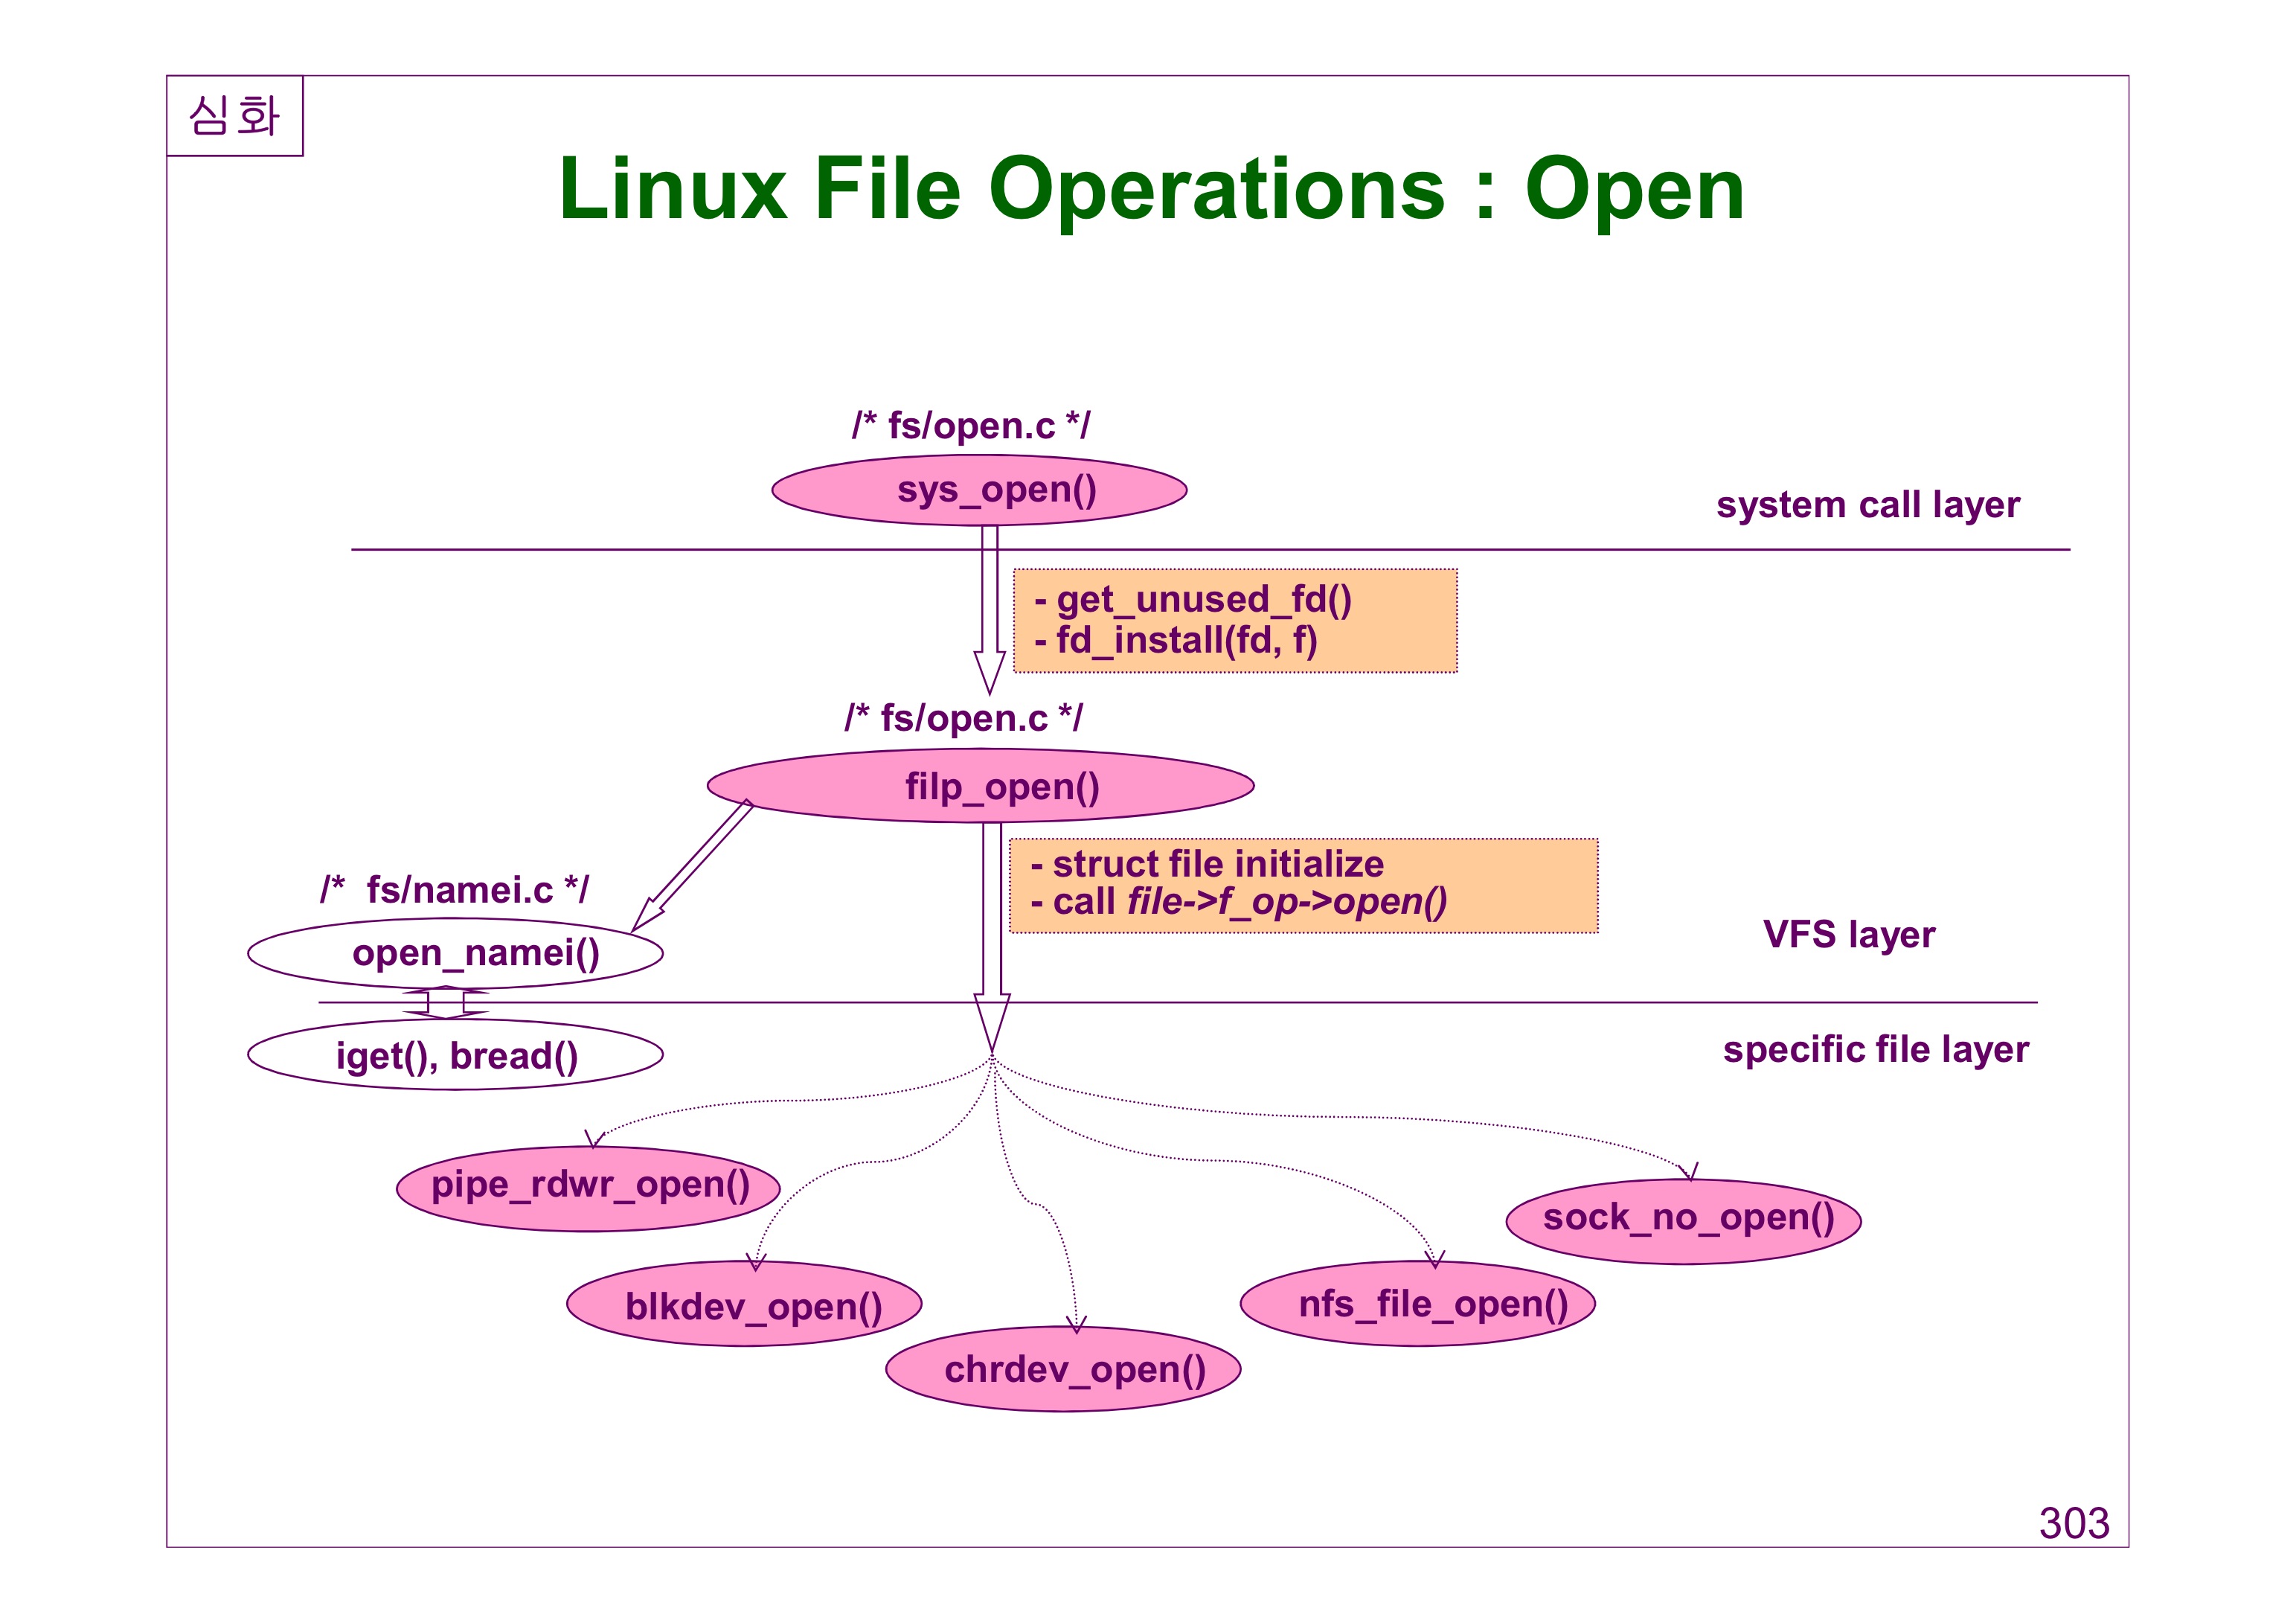 심화
Linux File Operations : Open
/* fs/open.c */
sys_open()
system call layer
- get_unused_fd()
- fd_install(fd, f)
/* fs/open.c */
filp_open()
- struct file initialize
- call file->f_op->open()
/*  fs/namei.c */
open_namei()
VFS layer
iget(), bread()
specific file layer
pipe_rdwr_open()
sock_no_open()
blkdev_open()
nfs_file_open()
chrdev_open()
303